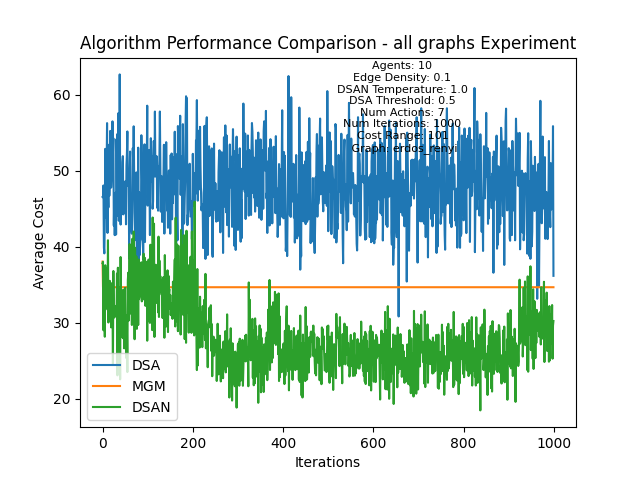 Algorithm Performance Comparison - all graphs Experiment
Agents: 10
Edge Density: 0.1
DSAN Temperature: 1.0
DSA Threshold: 0.5
Num Actions: 7
Num Iterations: 1000
Cost Range: 101
Graph: erdos_renyi
Average Cost
60
50
40
30
20
DSA
MGM
DSAN
0
200
400
600
800
1000
Iterations